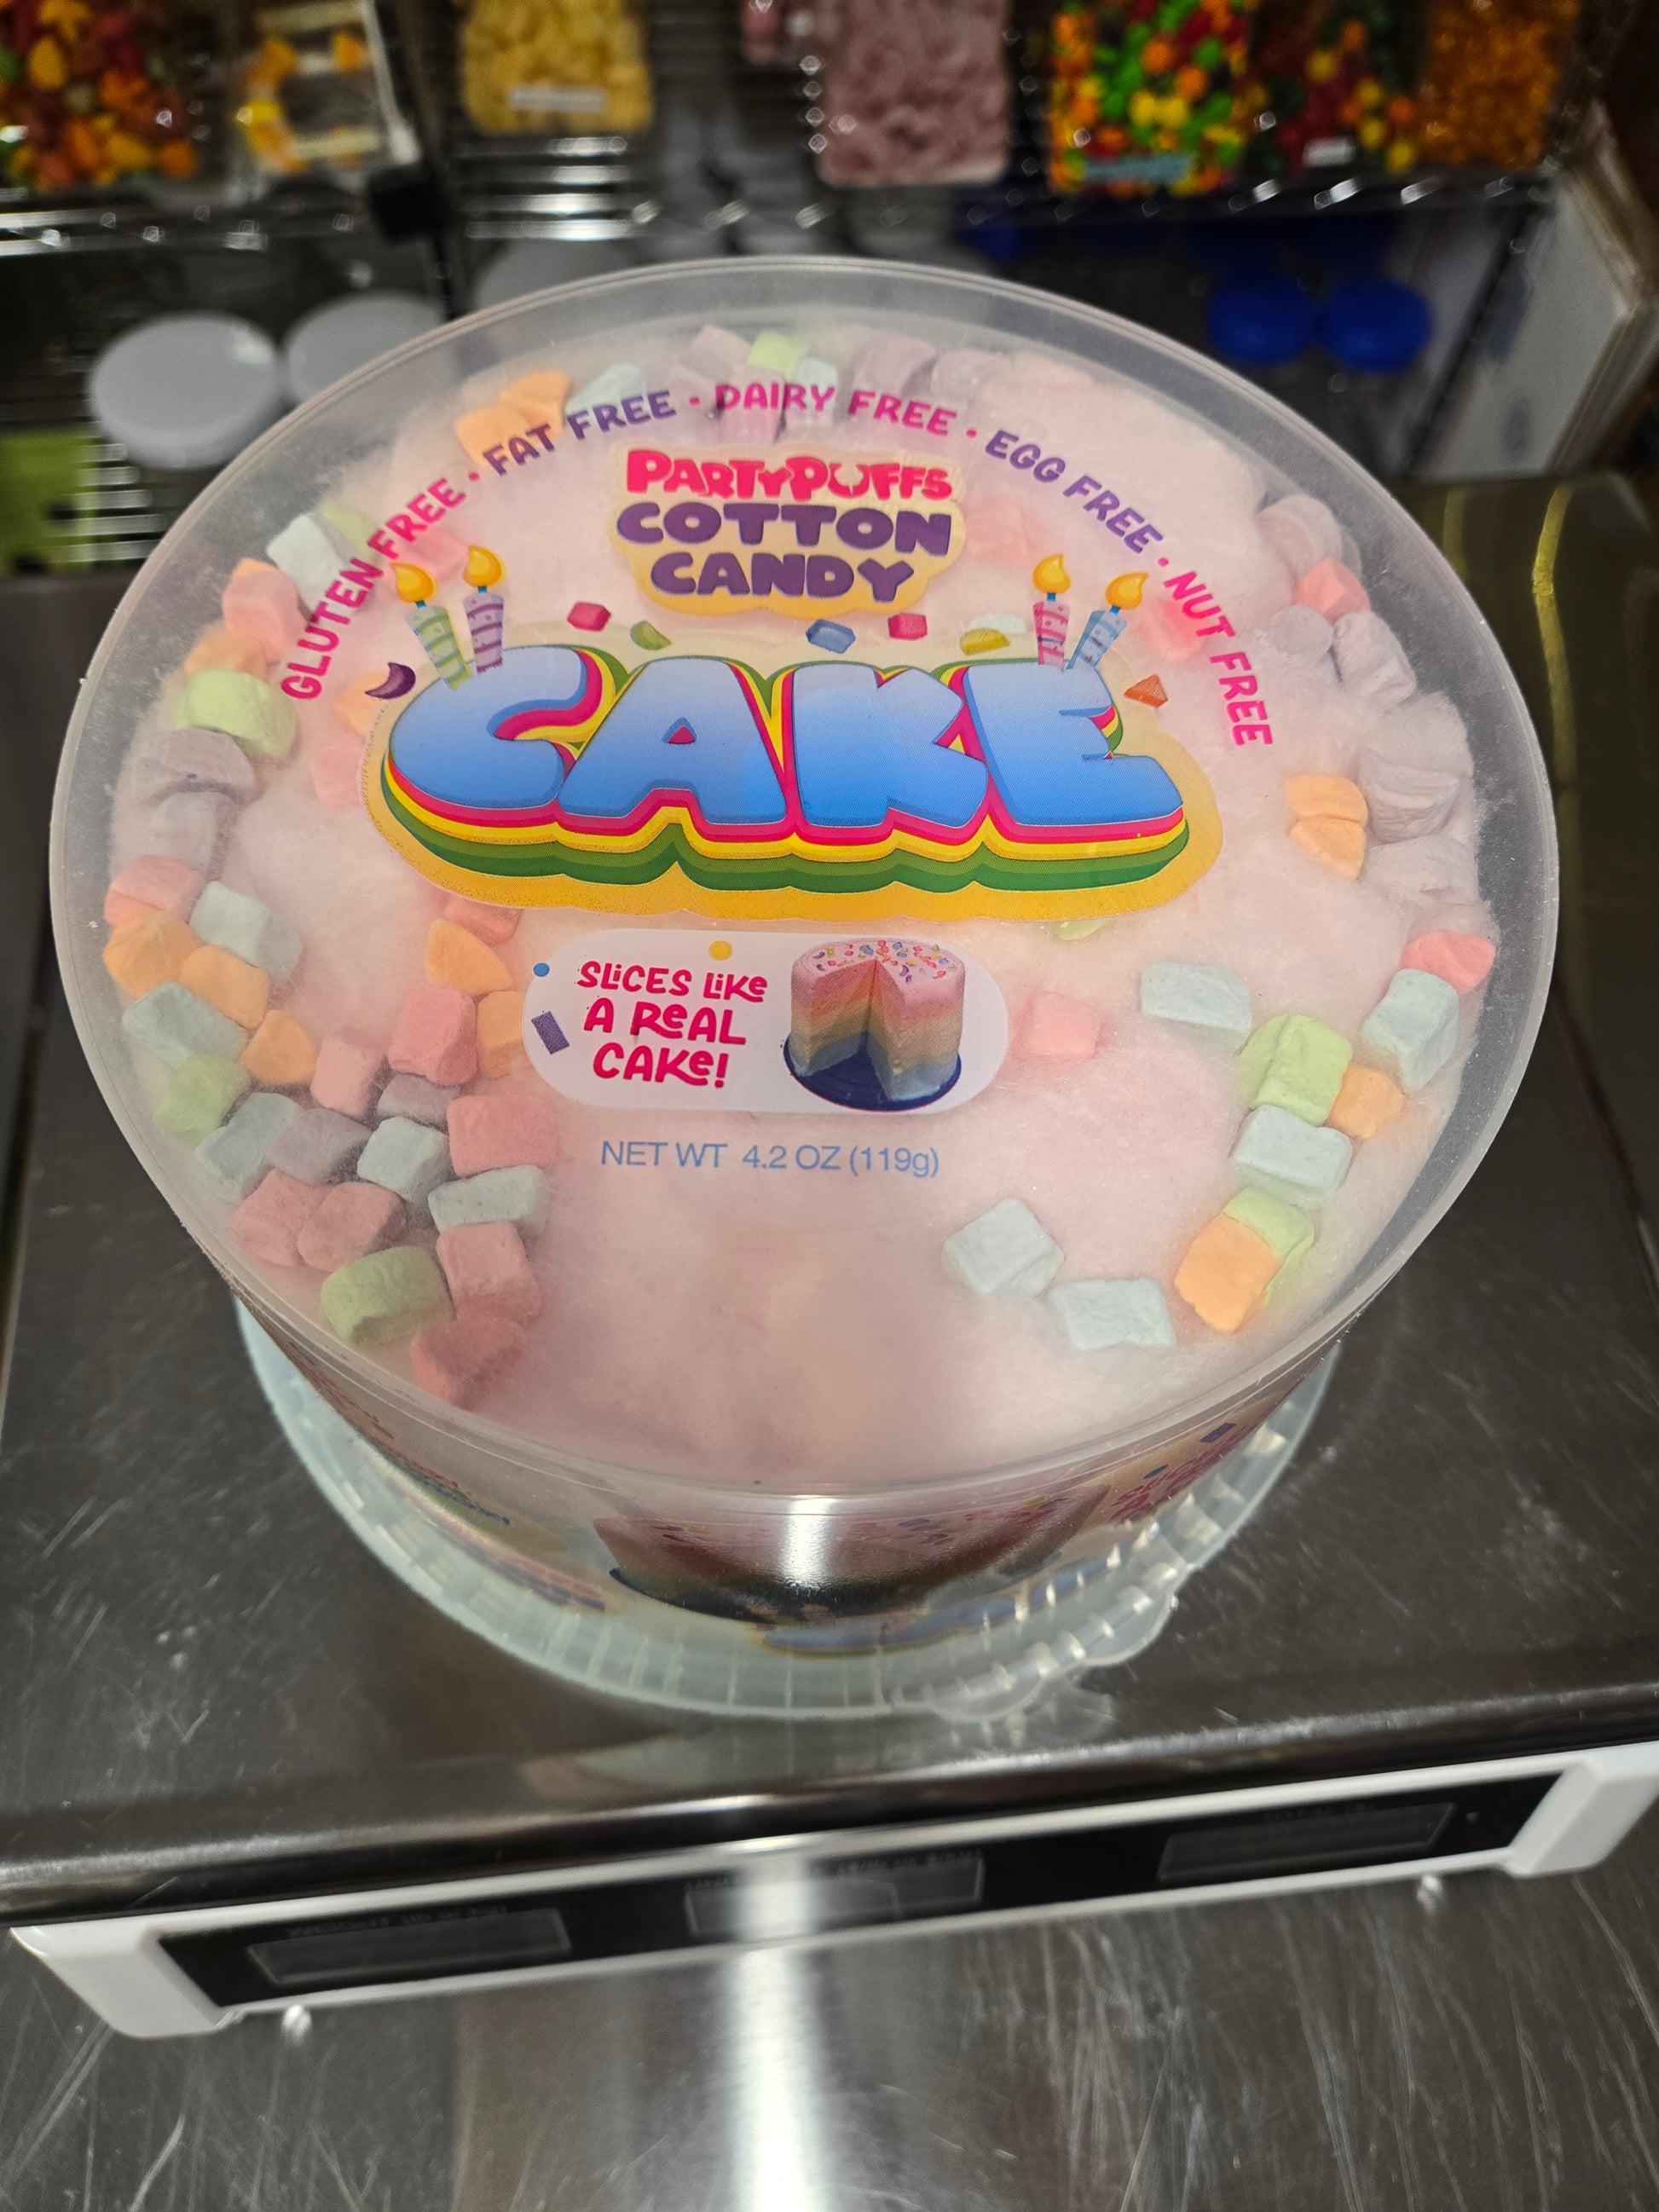 GLUTEN FREE · FAT FREE · DAIRY FREE · EGG FREE · NUT FREE
PARTYPUFFS
COTTON
CANDY
CAKE
SLiCES LiKe
A ReAL
CAKe!
NET WT 4.2 OZ (119g)